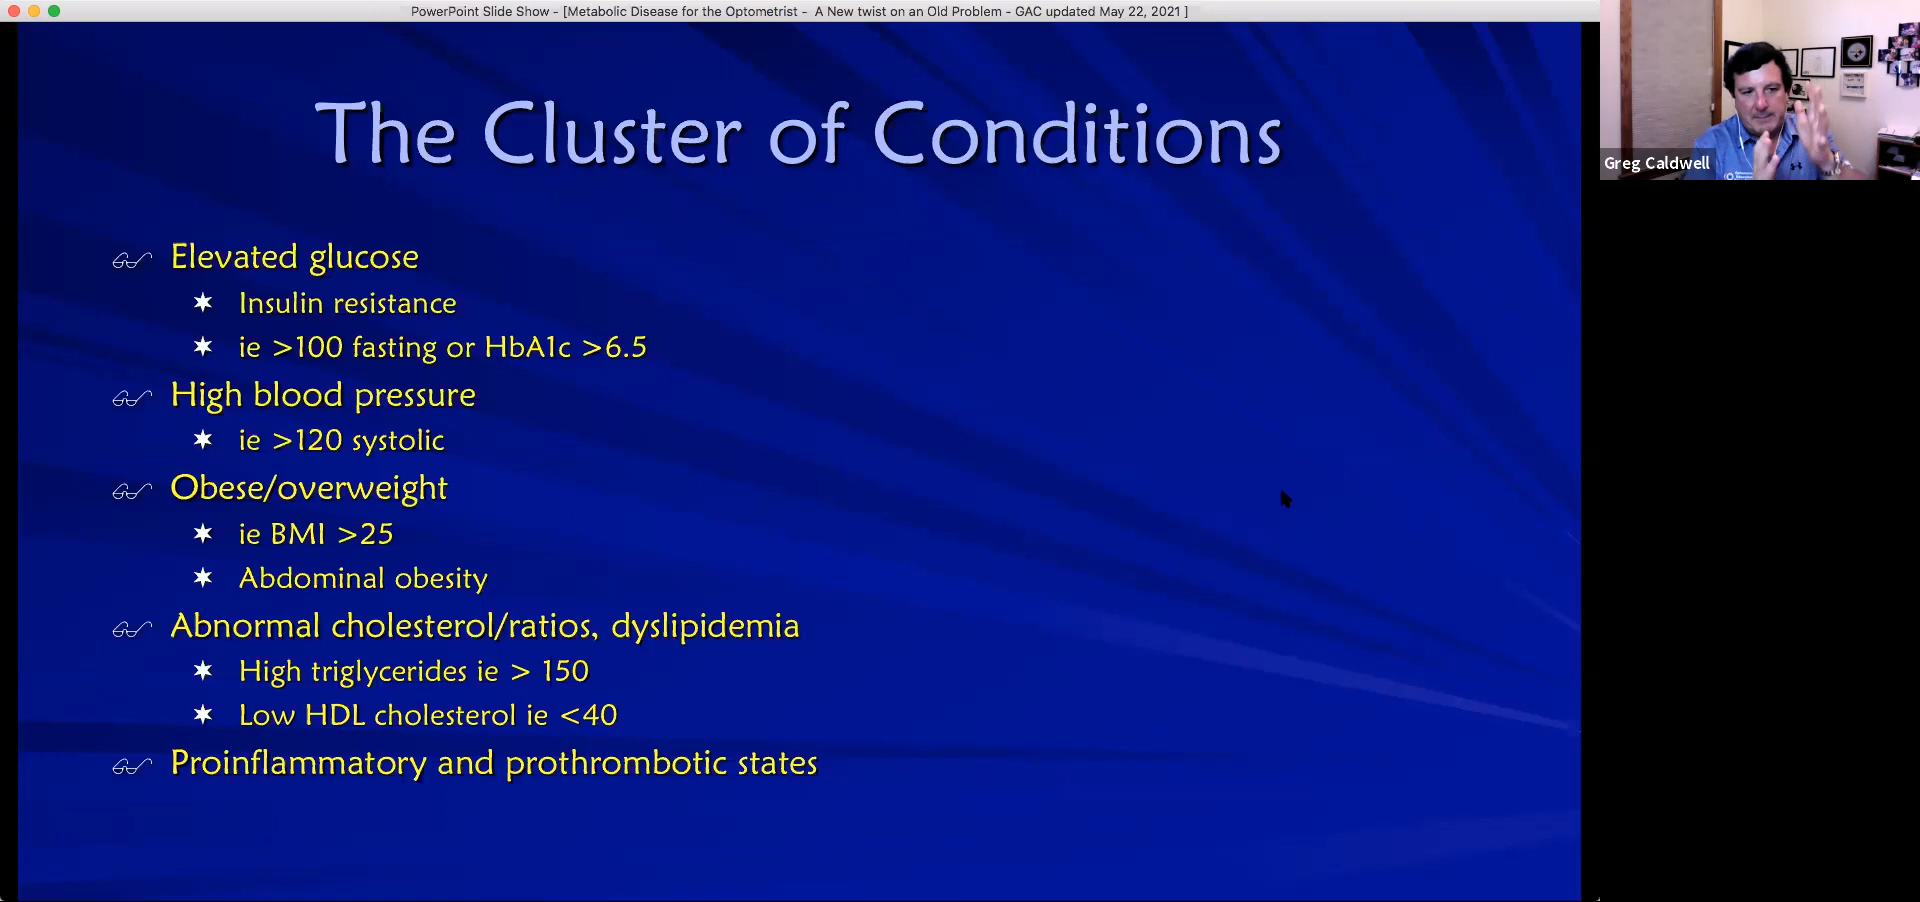 PowerPoint Slide Show - [Metabolic Disease for the Optometrist - A New twist on an Old Problem - GAC updated May 22, 2021 ]
The Cluster of Conditions
Elevated glucose
Insulin resistance
ie >100 fasting or HbA1c >6.5
High blood pressure
ie >120 systolic
Obese/overweight
ie BMI >25
Abdominal obesity
Abnormal cholesterol/ratios, dyslipidemia
High triglycerides ie > 150
Low HDL cholesterol ie <40
Proinflammatory and prothrombotic states
Greg Caldwell